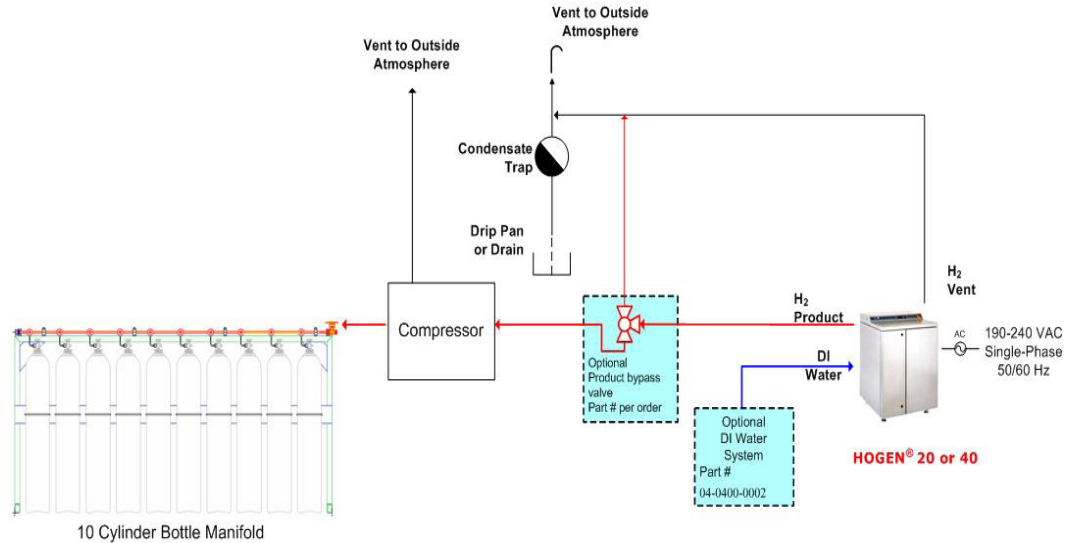 Vent to Outside
Atmosphere
Vent to Outside
Atmosphere
Condensate
Trap
Drip Pan
or Drain
H2
Vent
H2
Product
Compressor
AC
190-240 VAC
Single-Phase
50/60 Hz
DI
Water
Optional
Product bypass
valve
Part # per order
Optional
DI Water
System
Part #
04-0400-0002
HOGEN® 20 or 40
10 Cylinder Bottle Manifold